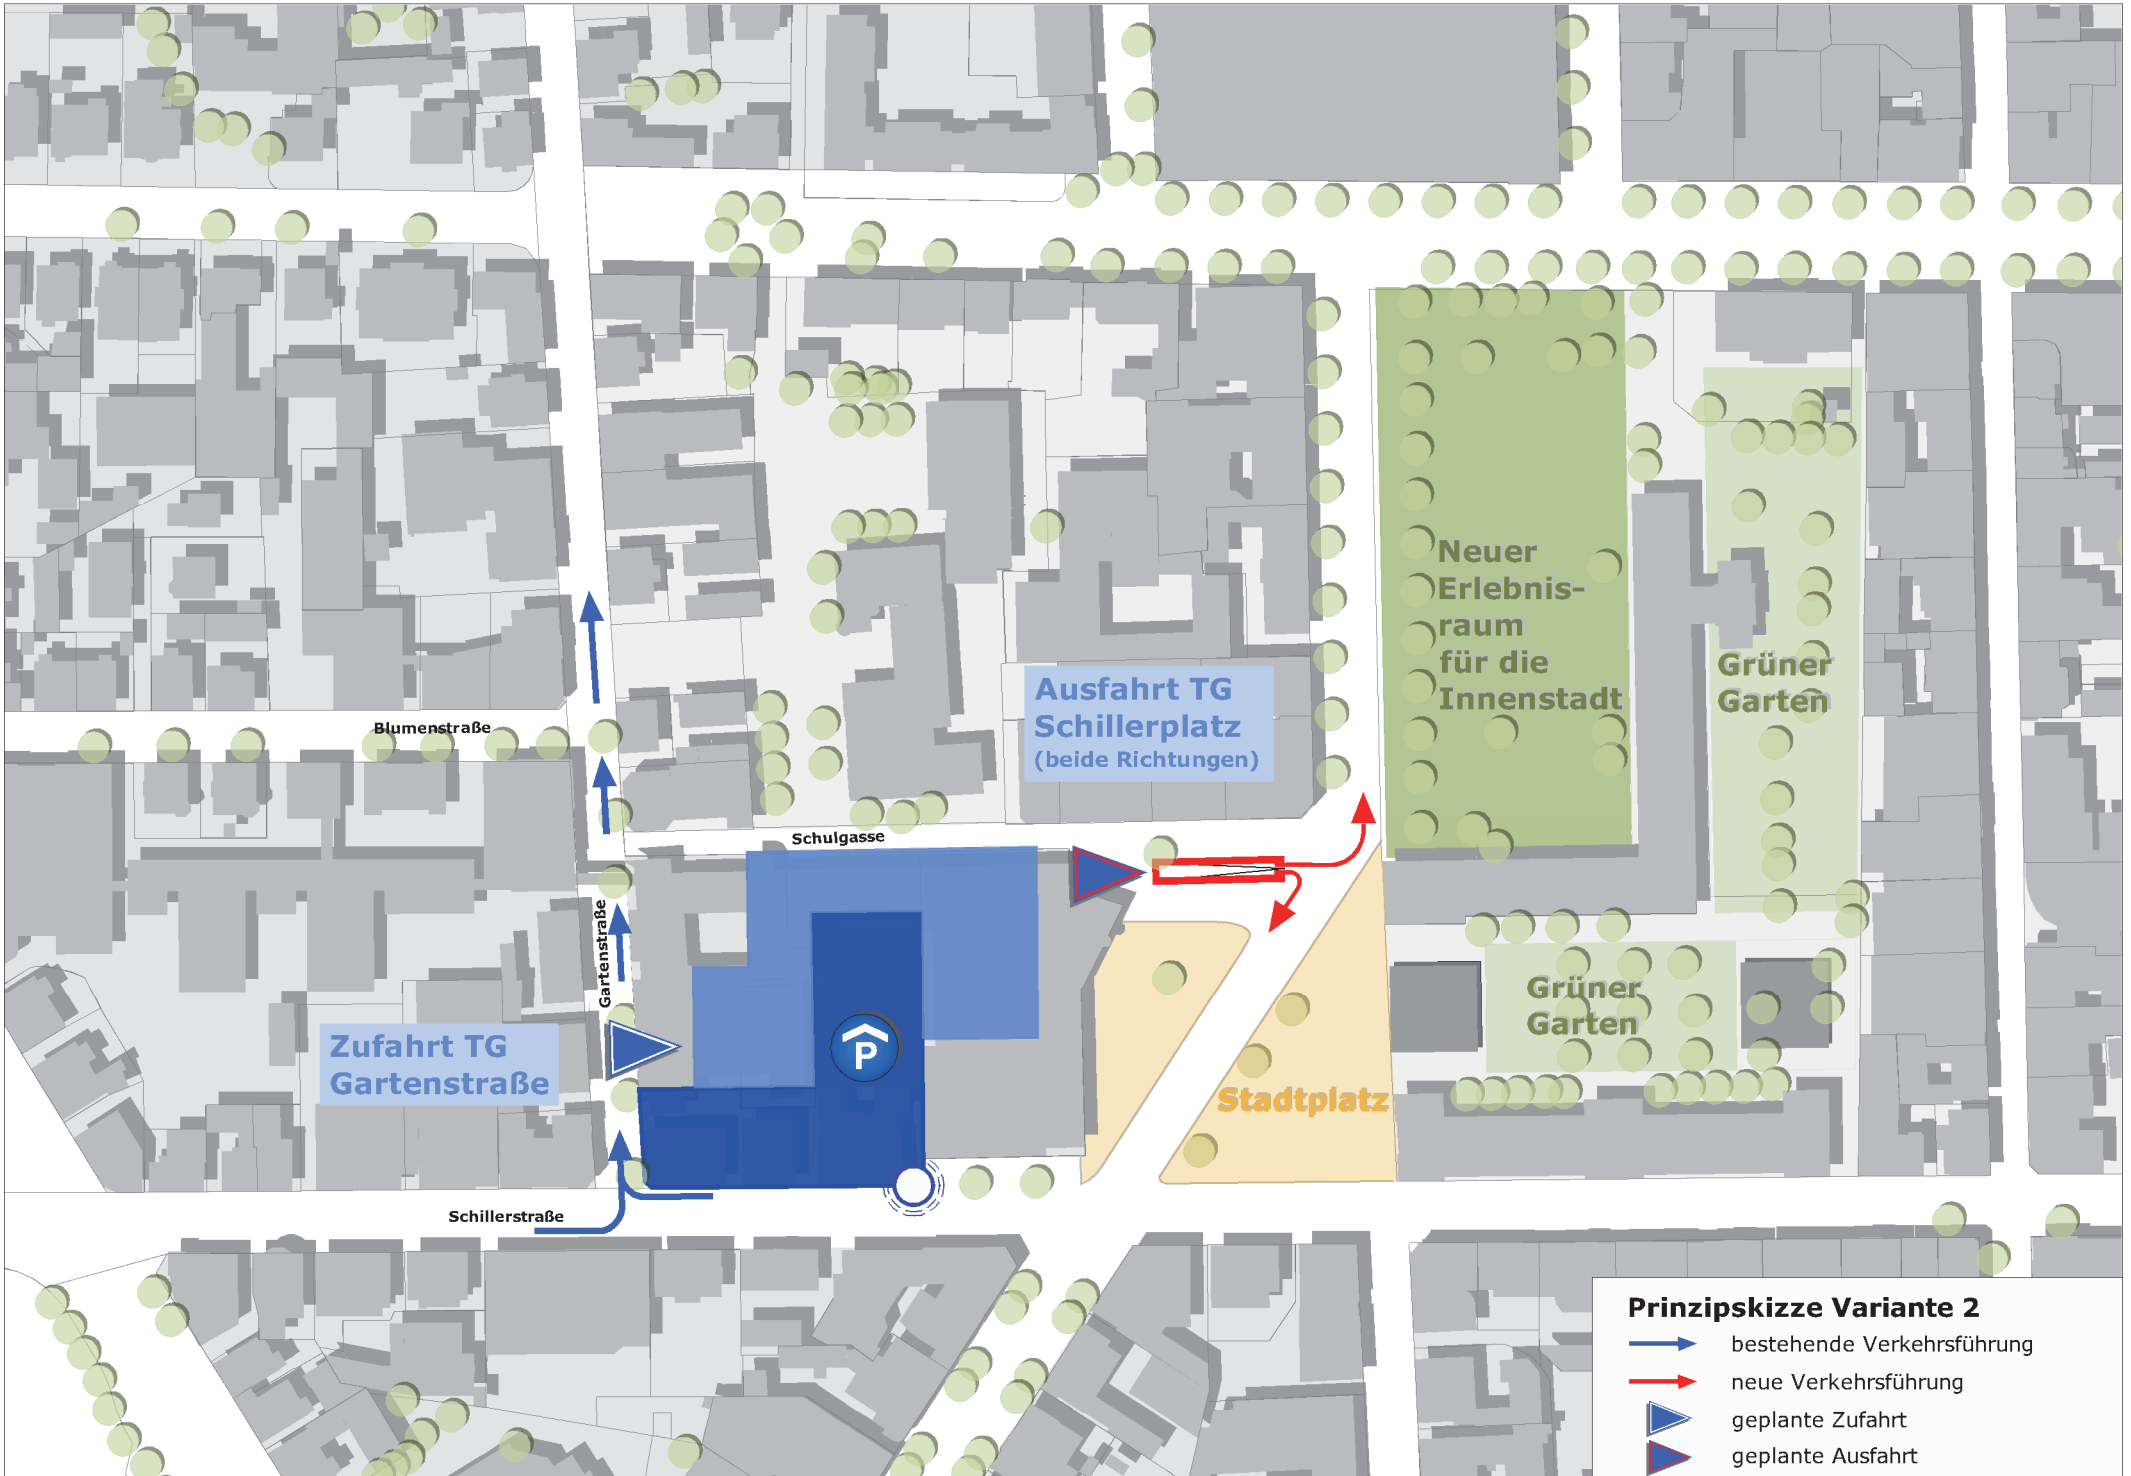 Neuer
Erlebnis-
raum
für die
Innenstadt
Grüner
Garten
Ausfahrt TG
Schillerplatz
(beide Richtungen)
Blumenstraße
Schulgasse
Gartenstraße
Zufahrt TG
Gartenstraße
P
Grüner
Garten
Stadtplatz
Schillerstraße
Prinzipskizze Variante 2
bestehende Verkehrsführung
neue Verkehrsführung
geplante Zufahrt
geplante Ausfahrt